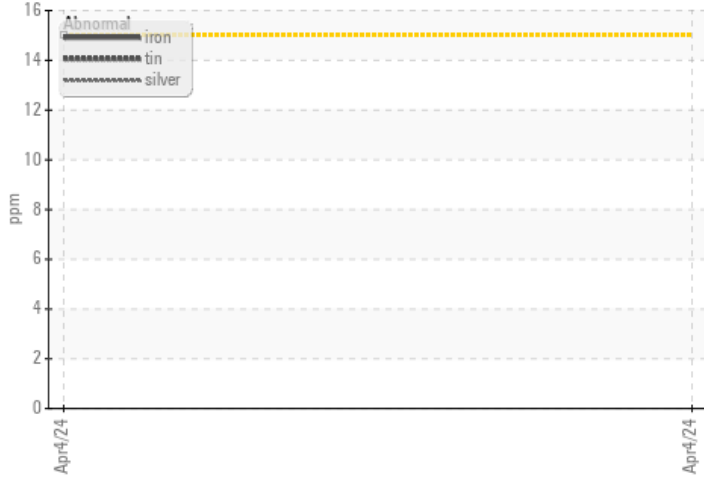 16
Abnormal
iron
14
tin
silver
12
10
8
ppm
6
4
2
0
Apr4/24
Apr4/24